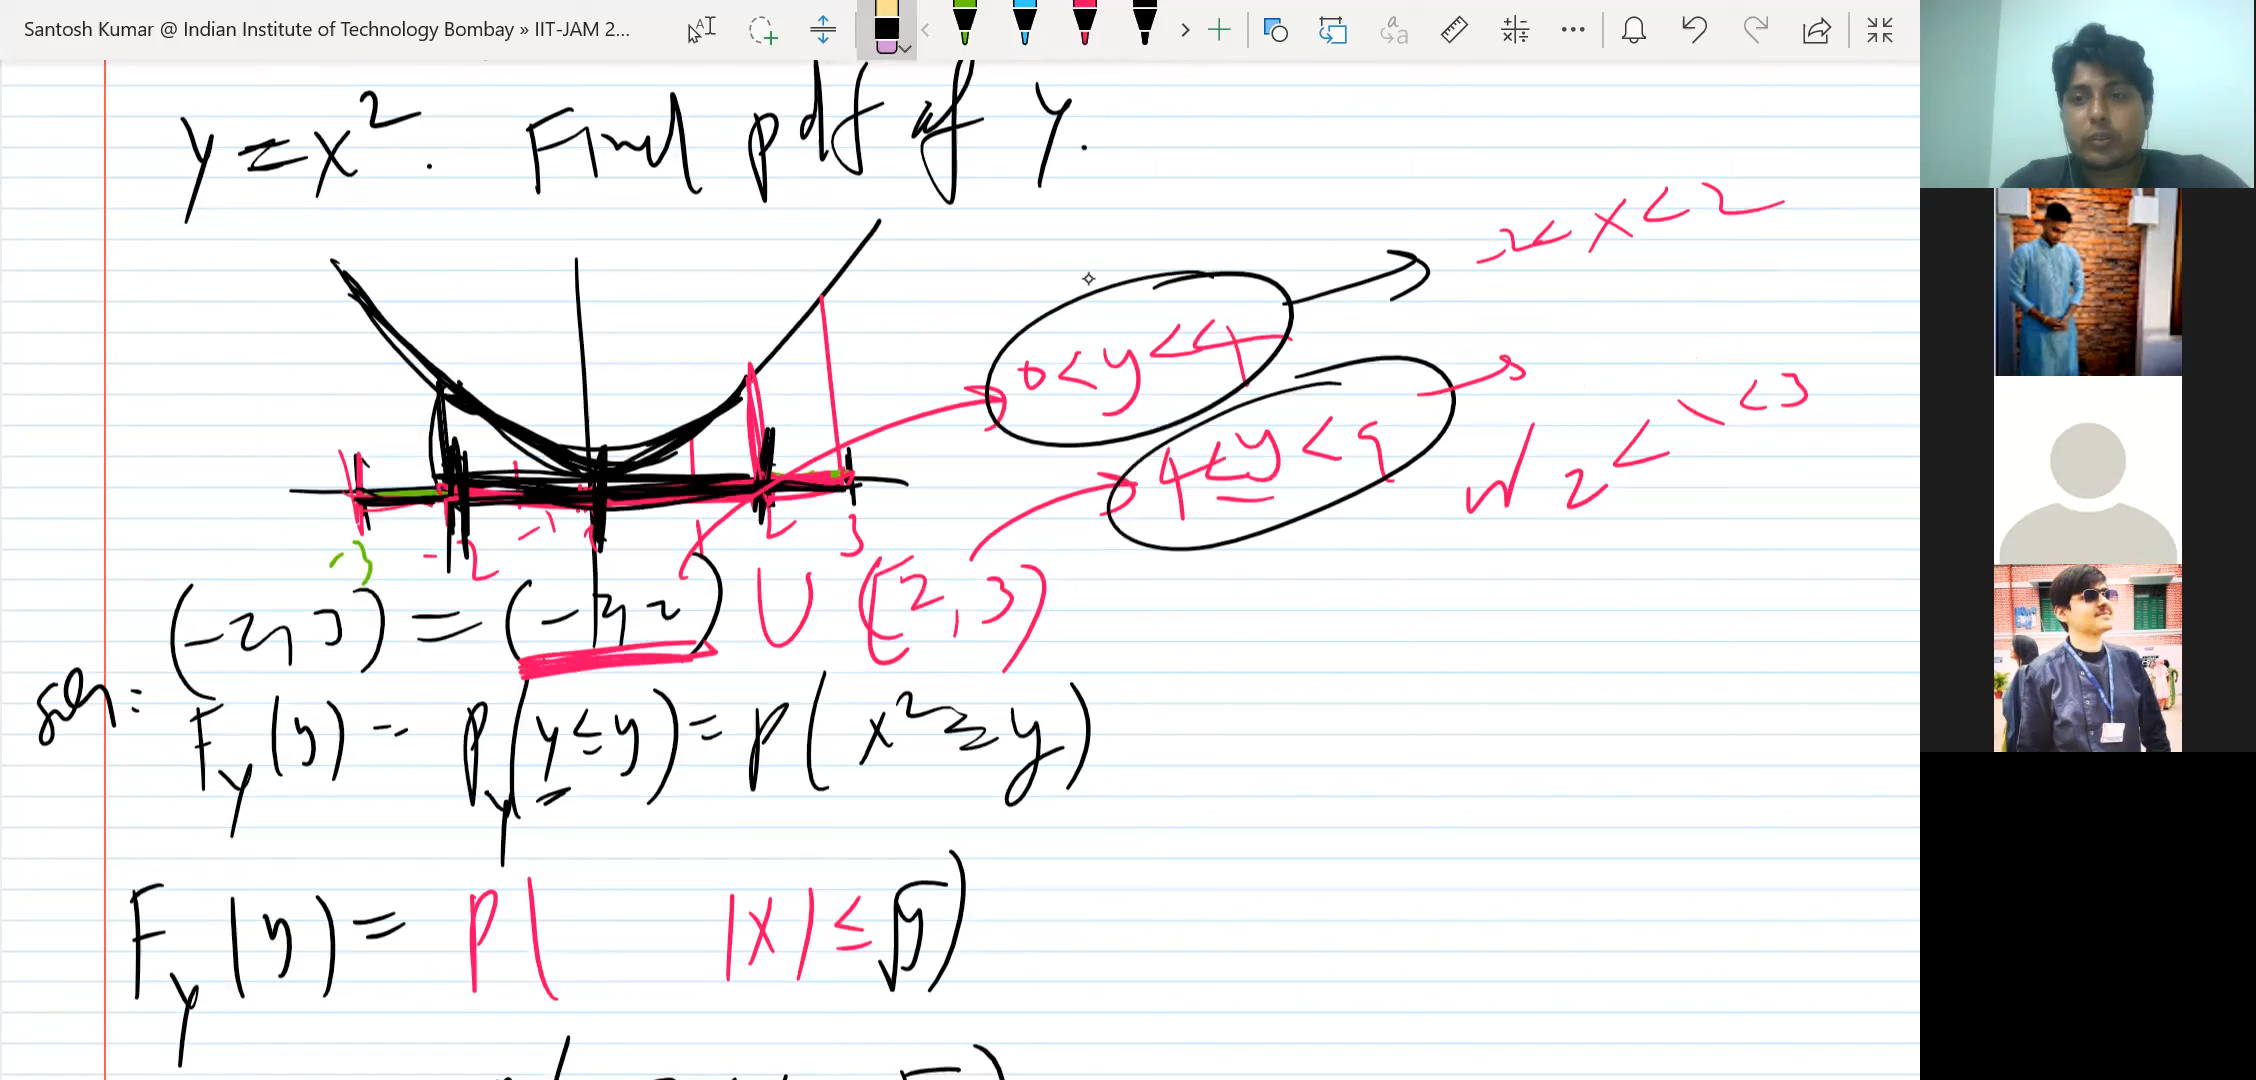 Santosh Kumar @ Indian Institute of Technology Bombay » IIT-JAM 2...
y = x². Find pdf of Y.
-2 < x < 2
0 < y < 4
4 < y < 9
2 < < 3
-3 -2 -1 1 2 3
(-2, 3) = (-2, 2) ∪ [2, 3)
Soln: F_Y(y) = P_Y(y ≤ y) = P(x² ≤ y)
F_Y(y) = P( |X| ≤ √y)